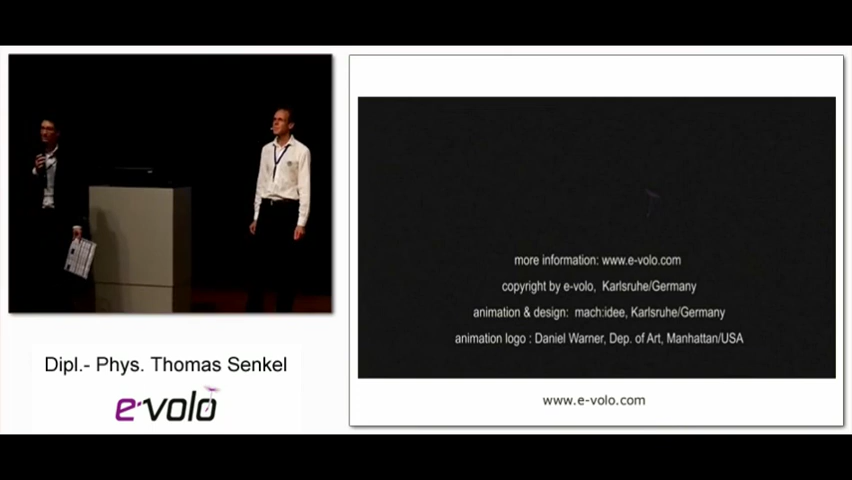 Dipl.- Phys. Thomas Senkel
e-volo
more information: www.e-volo.com
copyright by e-volo,  Karlsruhe/Germany
animation & design:  mach:idee, Karlsruhe/Germany
animation logo : Daniel Warner, Dep. of Art, Manhattan/USA
www.e-volo.com